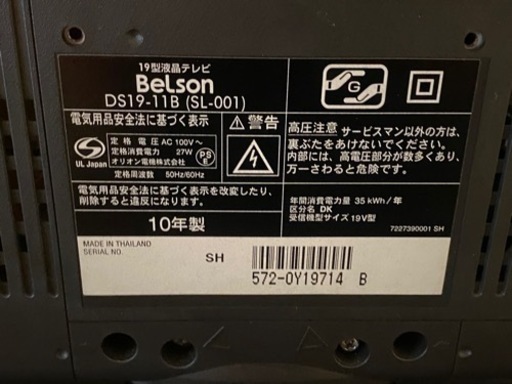 19型液晶テレビ
BeLson
DS19-11B (SL-001)
G
電気用品安全法に基づく表示
S
UL Japan
定格電圧 AC 100V~
定格消費電力 27W
オリオン電機株式会社
定格周波数 50Hz/60Hz
PS
電気用品安全法に基づく表示を改変したり、
削除すると違反になります。
10年製
⚠警告
高圧注意 サービスマン以外の方は、
裏ぶたをあけないでください。
内部には、高電圧部分が数多くあり、
万一さわると危険です。
年間消費電力量 35 kWh/年
区分名 DK
受信機型サイズ 19V型
7227390001 SH
MADE IN THAILAND
SERIAL NO.
SH
572-0Y19714 B